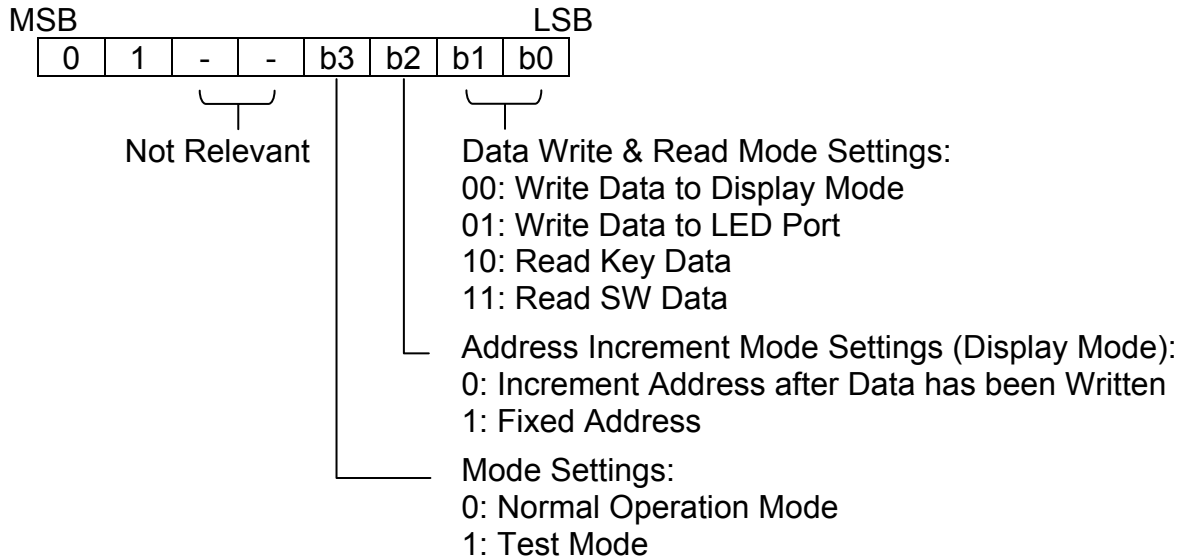 MSB LSB
0 1 - - b3 b2 b1 b0
Not Relevant
Data Write & Read Mode Settings:
00: Write Data to Display Mode
01: Write Data to LED Port
10: Read Key Data
11: Read SW Data
Address Increment Mode Settings (Display Mode):
0: Increment Address after Data has been Written
1: Fixed Address
Mode Settings:
0: Normal Operation Mode
1: Test Mode